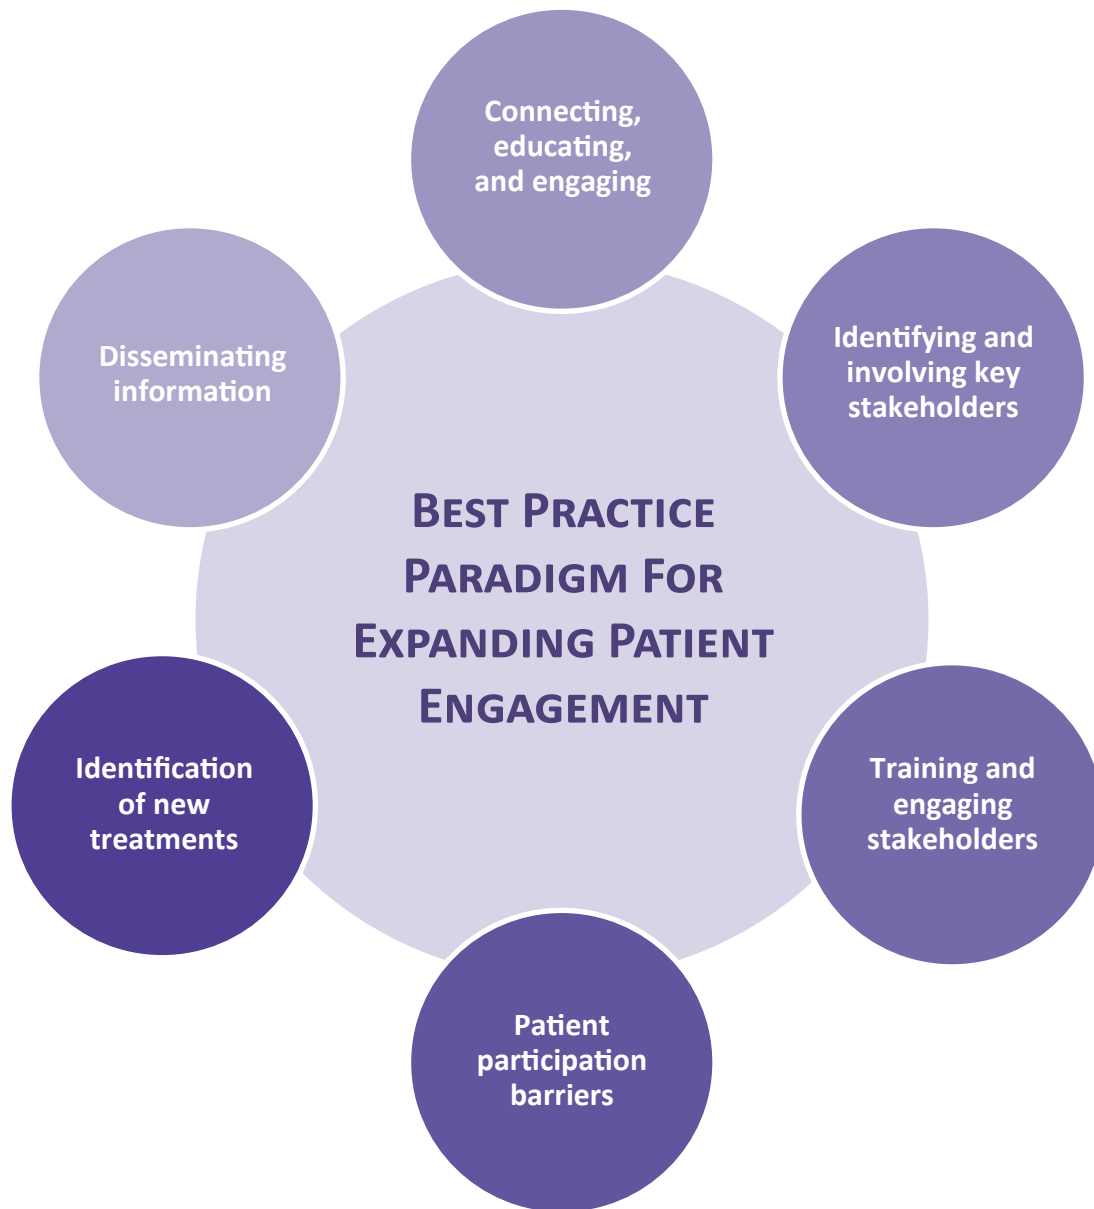 Connecting,
educating,
and engaging
Identifying and
involving key
stakeholders
Training and
engaging
stakeholders
Patient
participation
barriers
Identification
of new
treatments
Disseminating
information
BEST PRACTICE
PARADIGM FOR
EXPANDING PATIENT
ENGAGEMENT